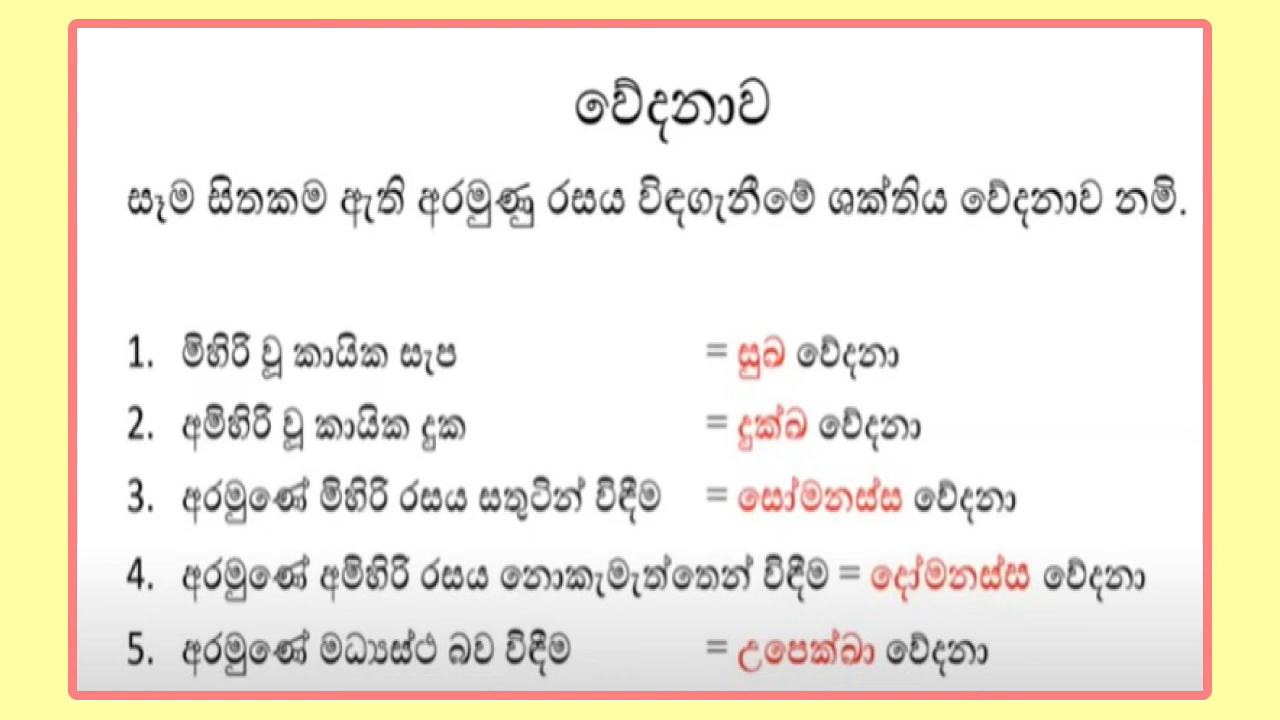 වේදනාව
සෑම සිතකම ඇති අරමුණු රසය විඳගැනීමේ ශක්තිය වේදනාව නමි.
1. මිහිරි වූ කායික සැප = සුඛ වේදනා
2. අමිහිරි වූ කායික දුක = දුක්ඛ වේදනා
3. අරමුණේ මිහිරි රසය සතුටින් විඳීම = සෝමනස්ස වේදනා
4. අරමුණේ අමිහිරි රසය නොකැමැත්තෙන් විඳීම = දෝමනස්ස වේදනා
5. අරමුණේ මධ්‍යස්ථ බව විඳීම = උපෙක්ඛා වේදනා